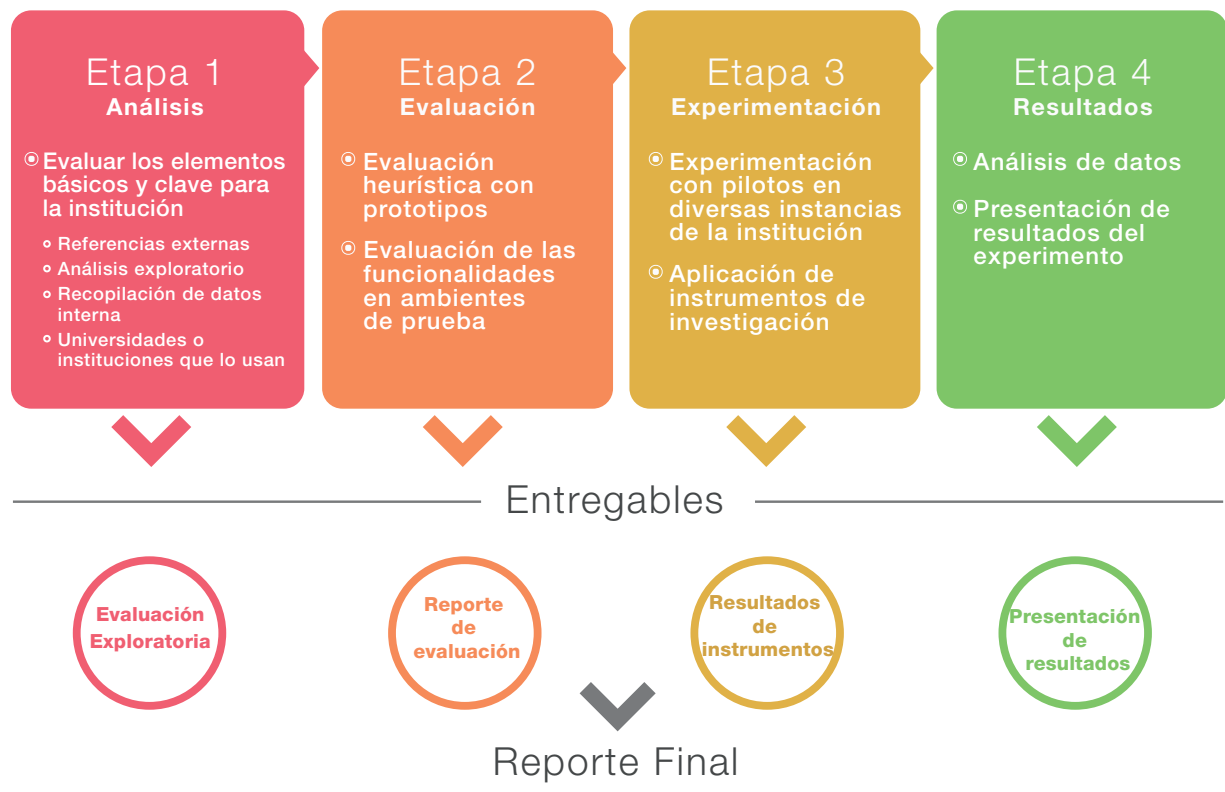 Etapa 1
Análisis
Evaluar los elementos
básicos y clave para
la institución
Referencias externas
Análisis exploratorio
Recopilación de datos
interna
Universidades o
instituciones que lo usan
Etapa 2
Evaluación
Evaluación
heurística con
prototipos
Evaluación de las
funcionalidades
en ambientes
de prueba
Etapa 3
Experimentación
Experimentación
con pilotos en
diversas instancias
de la institución
Aplicación de
instrumentos de
investigación
Etapa 4
Resultados
Análisis de datos
Presentación de
resultados del
experimento
Entregables
Evaluación
Exploratoria
Reporte
de
evaluación
Resultados
de
instrumentos
Presentación
de
resultados
Reporte Final